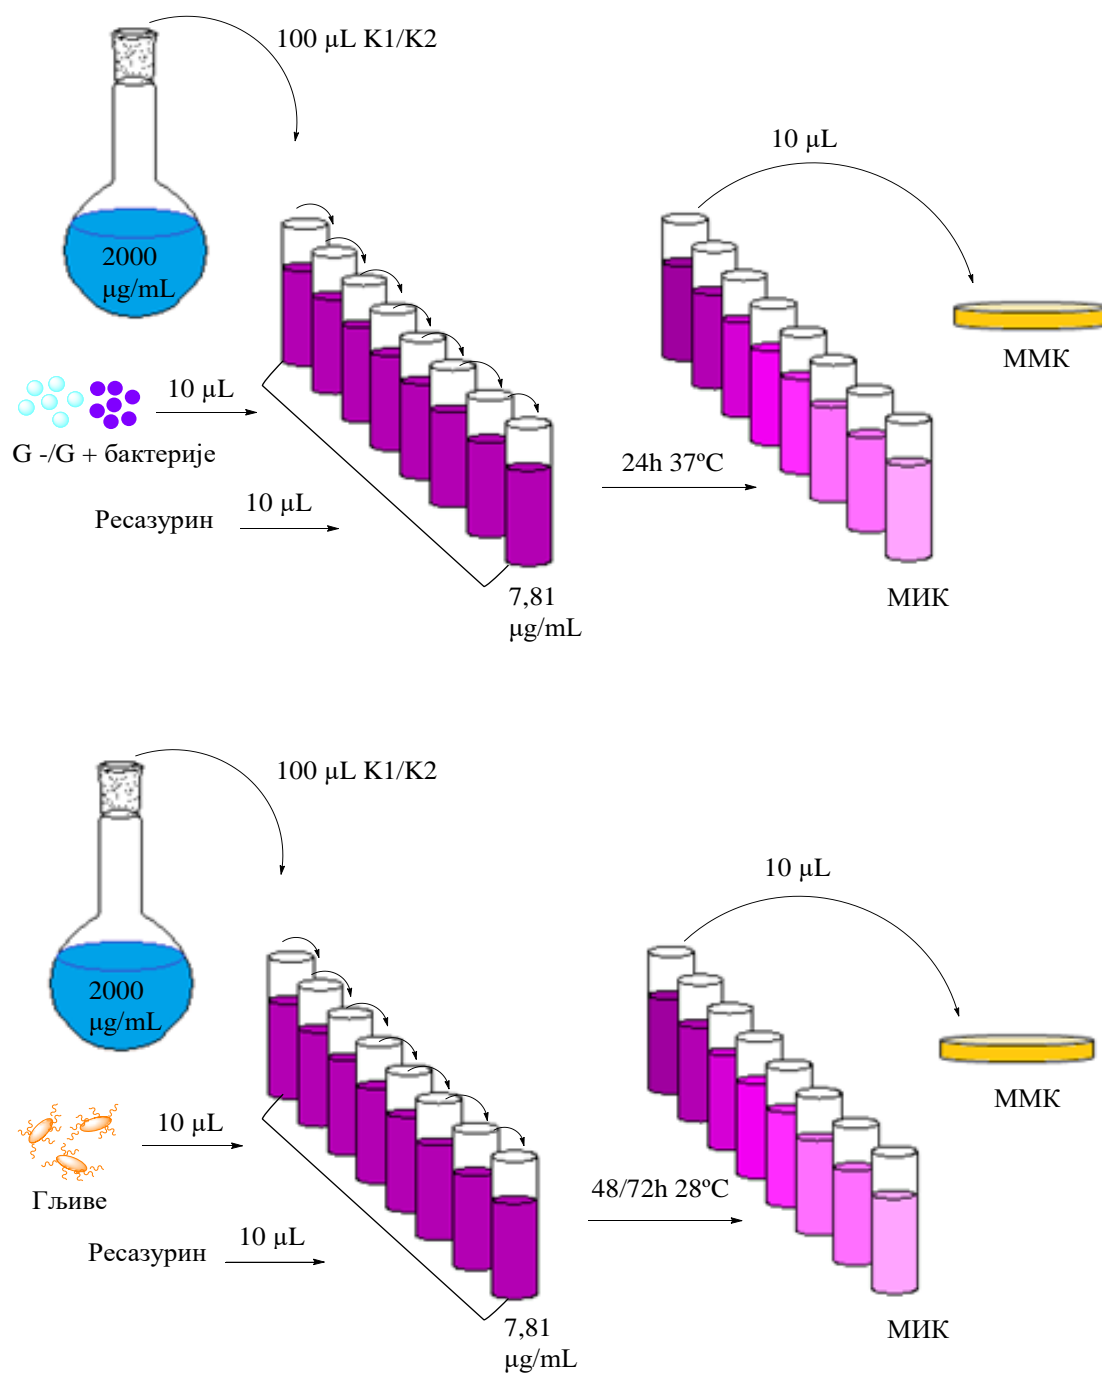 100 μL K1/K2
2000
μg/mL
10 μL
G -/G + бактерије
Ресазурин
10 μL
7,81
μg/mL
24h 37ºC
10 μL
ММК
МИК
100 μL K1/K2
2000
μg/mL
10 μL
Гљиве
Ресазурин
10 μL
7,81
μg/mL
48/72h 28ºC
10 μL
ММК
МИК